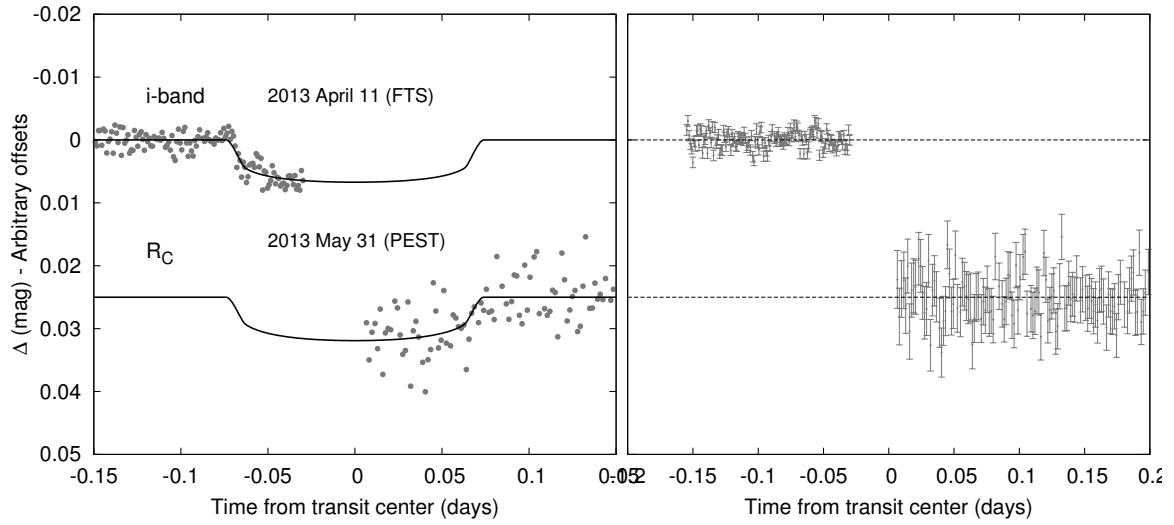 -0.02
-0.01
0
0.01
0.02
0.03
0.04
0.05
Δ (mag) - Arbitrary offsets
i-band
2013 April 11 (FTS)
R_C
2013 May 31 (PEST)
-0.15 -0.1 -0.05 0 0.05 0.1 0.15
Time from transit center (days)
-0.2 -0.15 -0.1 -0.05 0 0.05 0.1 0.15 0.2
Time from transit center (days)